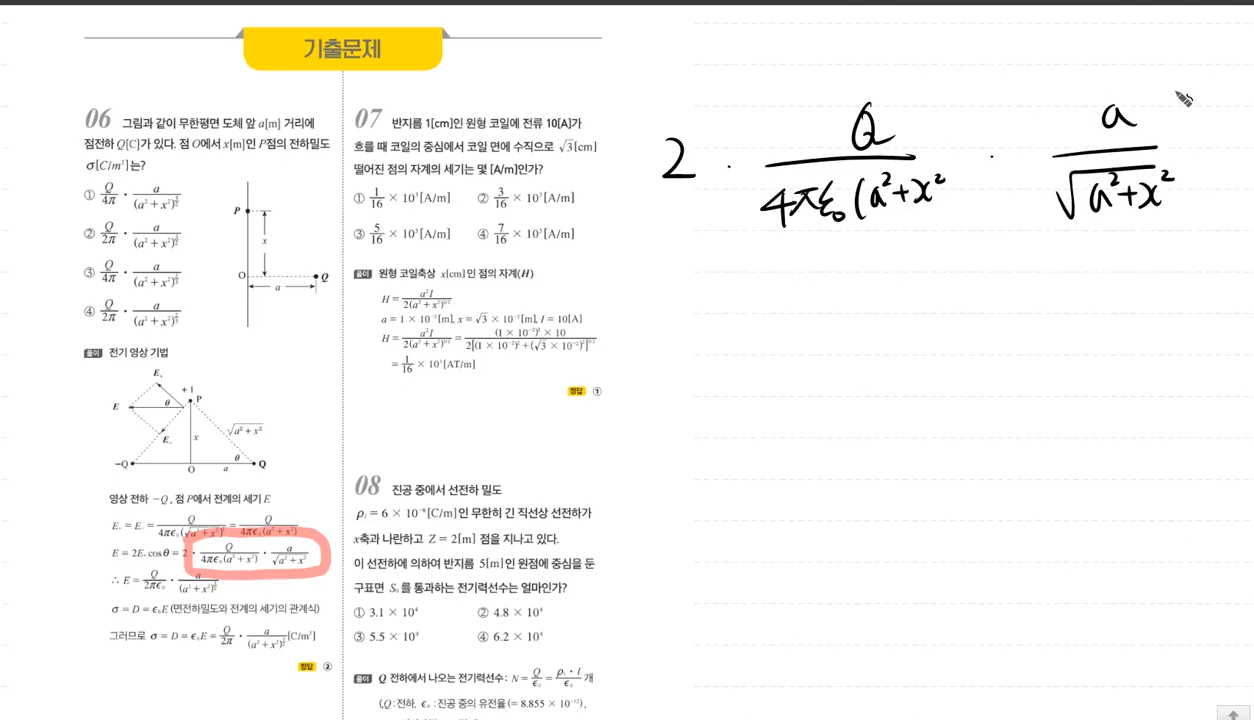 기출문제
06 그림과 같이 무한평면 도체 앞 a[m] 거리에
점전하 Q[C]가 있다. 점 O에서 x[m]인 P점의 전하밀도
σ[C/m²]는?
① Q/4π · a/(a²+x²)^
② Q/2π · a/(a²+x²)^
③ Q/4π · a/(a²+x²)^
④ Q/2π · a/(a²+x²)^
P
x
O
Q
a
풀이 전기 영상 기법
E₊
+1
P
E
θ
E₋
x
√a²+x²
θ
-Q
O
a
Q
영상 전하 -Q, 점 P에서 전계의 세기 E
E₊ = E₋ = Q/4πϵ₀(√a²+x²)² = Q/4πϵ₀(a²+x²)
E = 2E₊cosθ = 2 · Q/4πϵ₀(a²+x²) · a/√a²+x²
∴ E = Q/2πϵ₀ · a/(a²+x²)^
σ = D = ϵ₀E (면전하밀도와 전계의 세기의 관계식)
그러므로 σ = D = ϵ₀E = Q/2π · a/(a²+x²)^ [C/m²]
정답 ②
07 반지름 1[cm]인 원형 코일에 전류 10[A]가
흐를 때 코일의 중심에서 코일 면에 수직으로 √3[cm]
떨어진 점의 자계의 세기는 몇 [A/m]인가?
① 1/16 × 10³[A/m] ② 3/16 × 10³[A/m]
③ 5/16 × 10³[A/m] ④ 7/16 × 10³[A/m]
풀이 원형 코일축상 x[cm]인 점의 자계(H)
H = a²I/2(a²+x²)^3/2
a = 1 × 10⁻²[m], x = √3 × 10⁻²[m], I = 10[A]
H = a²I/2(a²+x²)^3/2 = (1 × 10⁻²)² × 10/2[(1 × 10⁻²)²+(√3 × 10⁻²)²]^3/2
= 1/16 × 10³[AT/m]
정답 ①
08 진공 중에서 선전하 밀도
ρₗ = 6 × 10⁻⁸[C/m]인 무한히 긴 직선상 선전하가
x축과 나란하고 Z = 2[m] 점을 지나고 있다.
이 선전하에 의하여 반지름 5[m]인 원점에 중심을 둔
구표면 S₀를 통과하는 전기력선수는 얼마인가?
① 3.1 × 10⁴ ② 4.8 × 10⁴
③ 5.5 × 10⁴ ④ 6.2 × 10⁴
풀이 Q 전하에서 나오는 전기력선수 : N = Q/ϵ₀ = ρₗ · l/ϵ₀ 개
(Q : 전하, ϵ₀ : 진공 중의 유전율(= 8.855 × 10⁻¹²),
2 · Q/4πε₀(a²+x² · a/√a²+x²